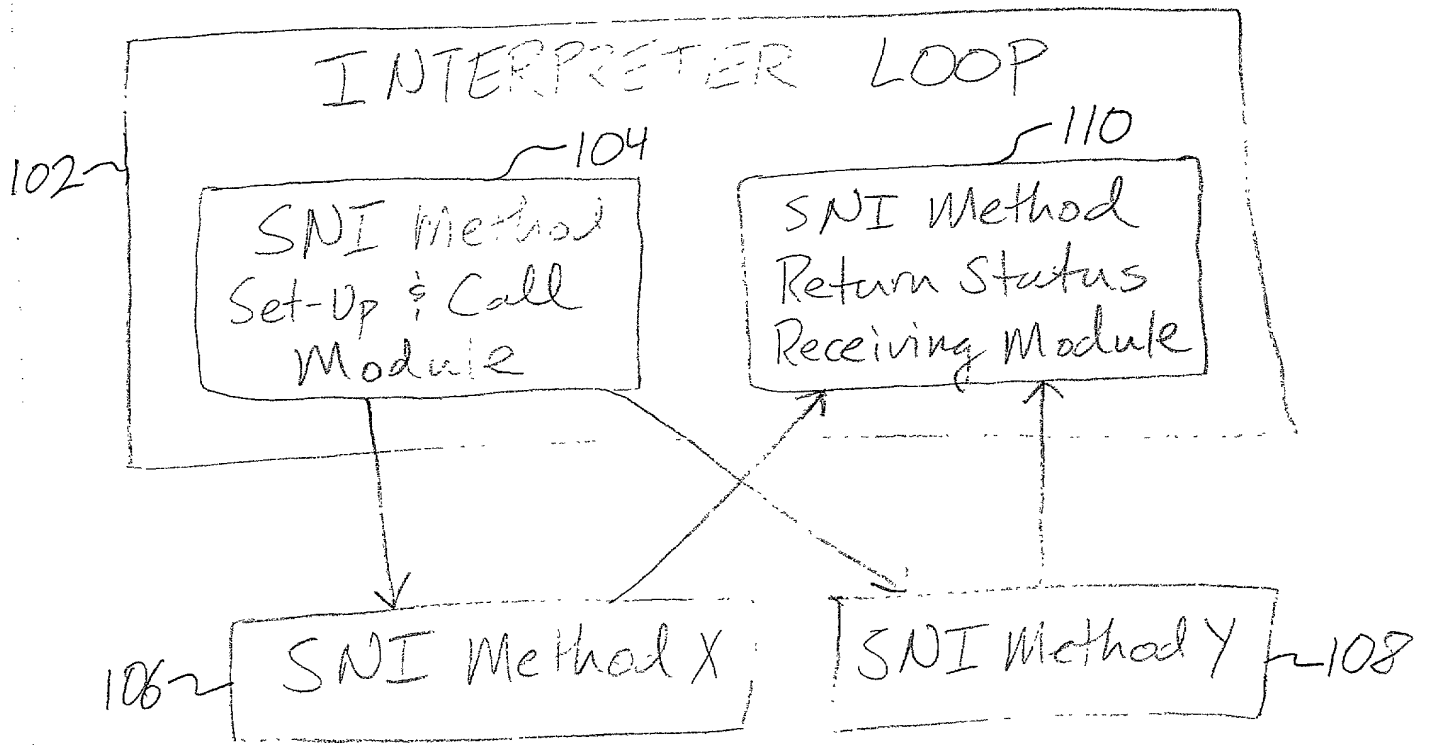 INTERPRETER LOOP
102
104
SNI Method
Set-Up & Call
Module
110
SNI Method
Return Status
Receiving Module
106
SNI Method X
SNI Method Y
108